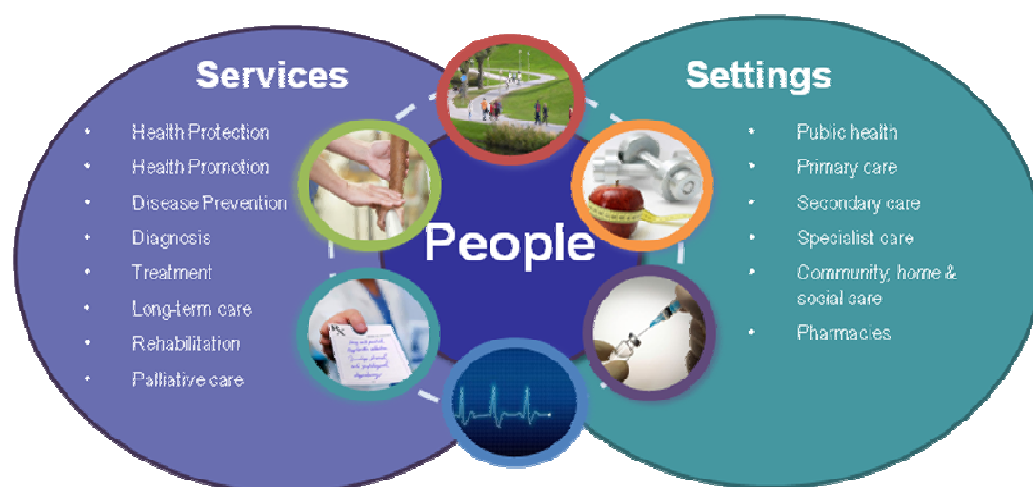 Services
Health Protection
Health Promotion
Disease Prevention
Diagnosis
Treatment
Long-term care
Rehabilitation
Palliative care
People
Settings
Public health
Primary care
Secondary care
Specialist care
Community, home &
social care
Pharmacies